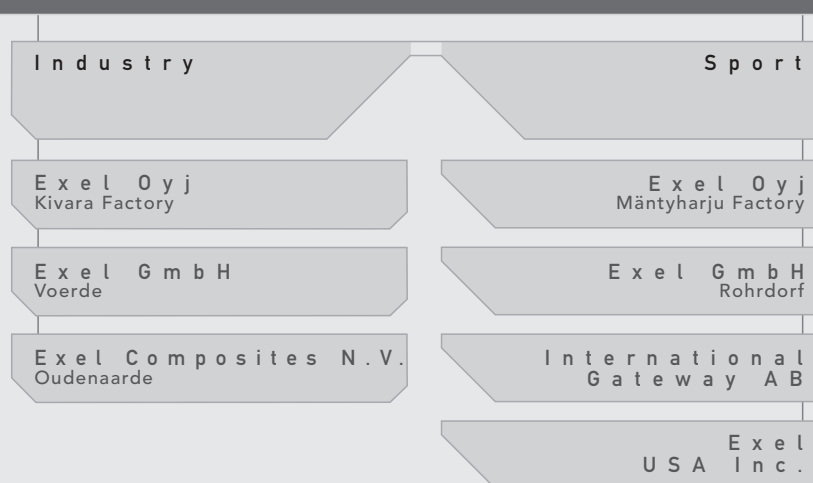 Industry
Exel Oyj
Kivara Factory
Exel GmbH
Voerde
Exel Composites N.V.
Oudenaarde
Sport
Exel Oyj
Mäntyharju Factory
Exel GmbH
Rohrdorf
International
Gateway AB
Exel
USA Inc.